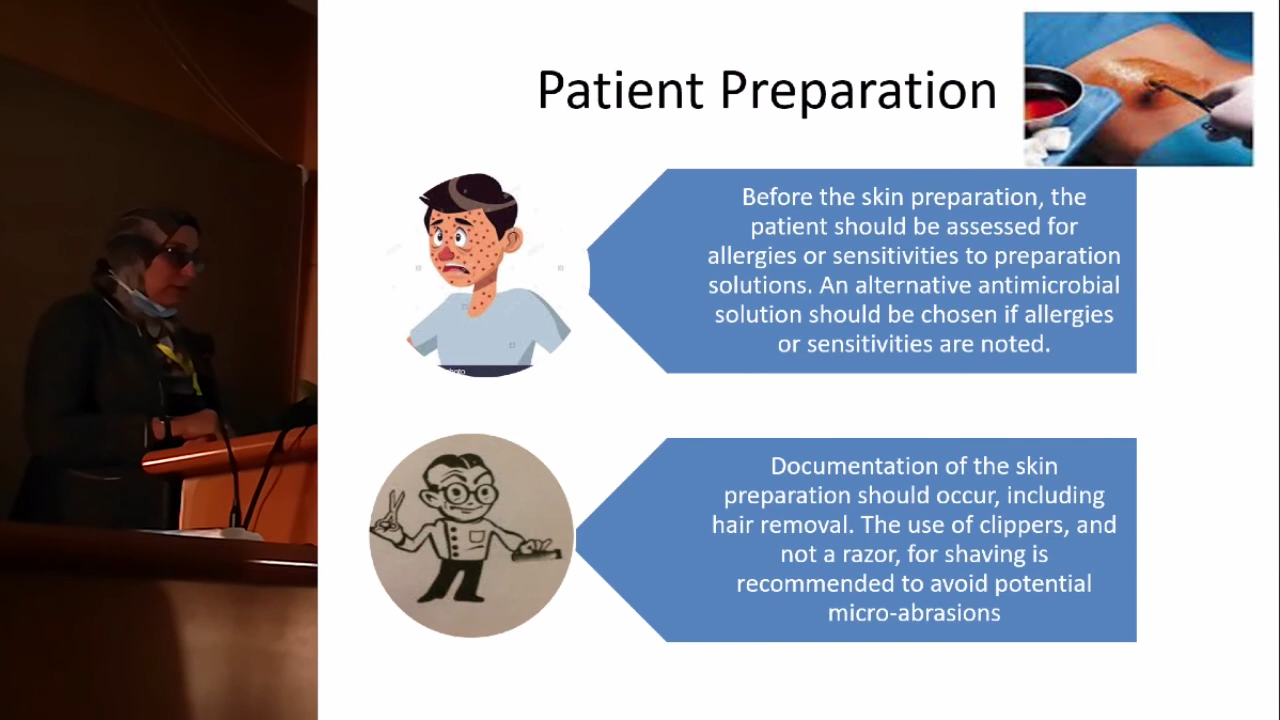 Patient Preparation
Before the skin preparation, the
patient should be assessed for
allergies or sensitivities to preparation
solutions. An alternative antimicrobial
solution should be chosen if allergies
or sensitivities are noted.
Documentation of the skin
preparation should occur, including
hair removal. The use of clippers, and
not a razor, for shaving is
recommended to avoid potential
micro-abrasions